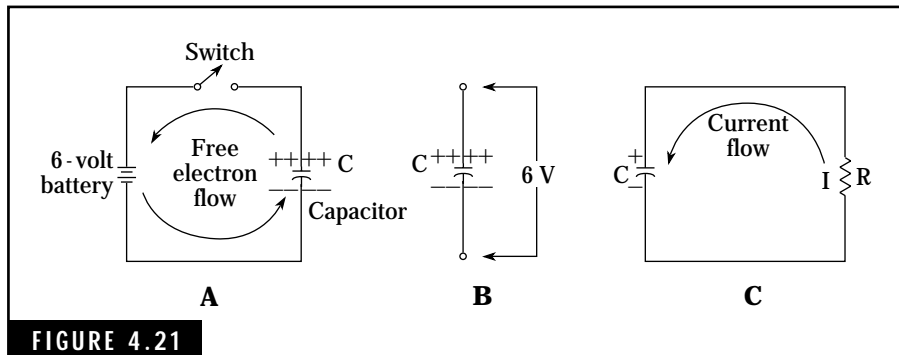 Switch
6-volt
battery
Free
electron
flow
++++ C
– – – –
Capacitor
A
C ++++
– – – –
6 V
B
+
C
–
Current
flow
I
R
C
FIGURE 4.21